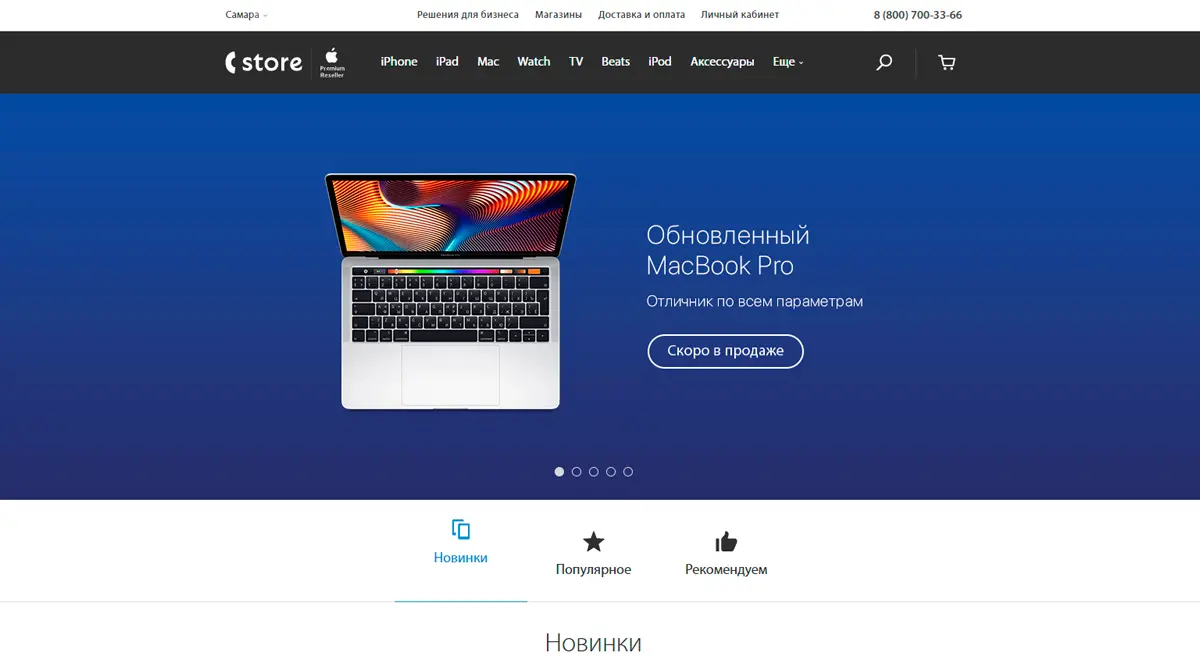 Самара
Решения для бизнеса
Магазины
Доставка и оплата
Личный кабинет
8 (800) 700-33-66
store
Premium
Reseller
iPhone
iPad
Mac
Watch
TV
Beats
iPod
Аксессуары
Еще
Обновленный
MacBook Pro
Отличник по всем параметрам
Скоро в продаже
Новинки
Популярное
Рекомендуем
Новинки